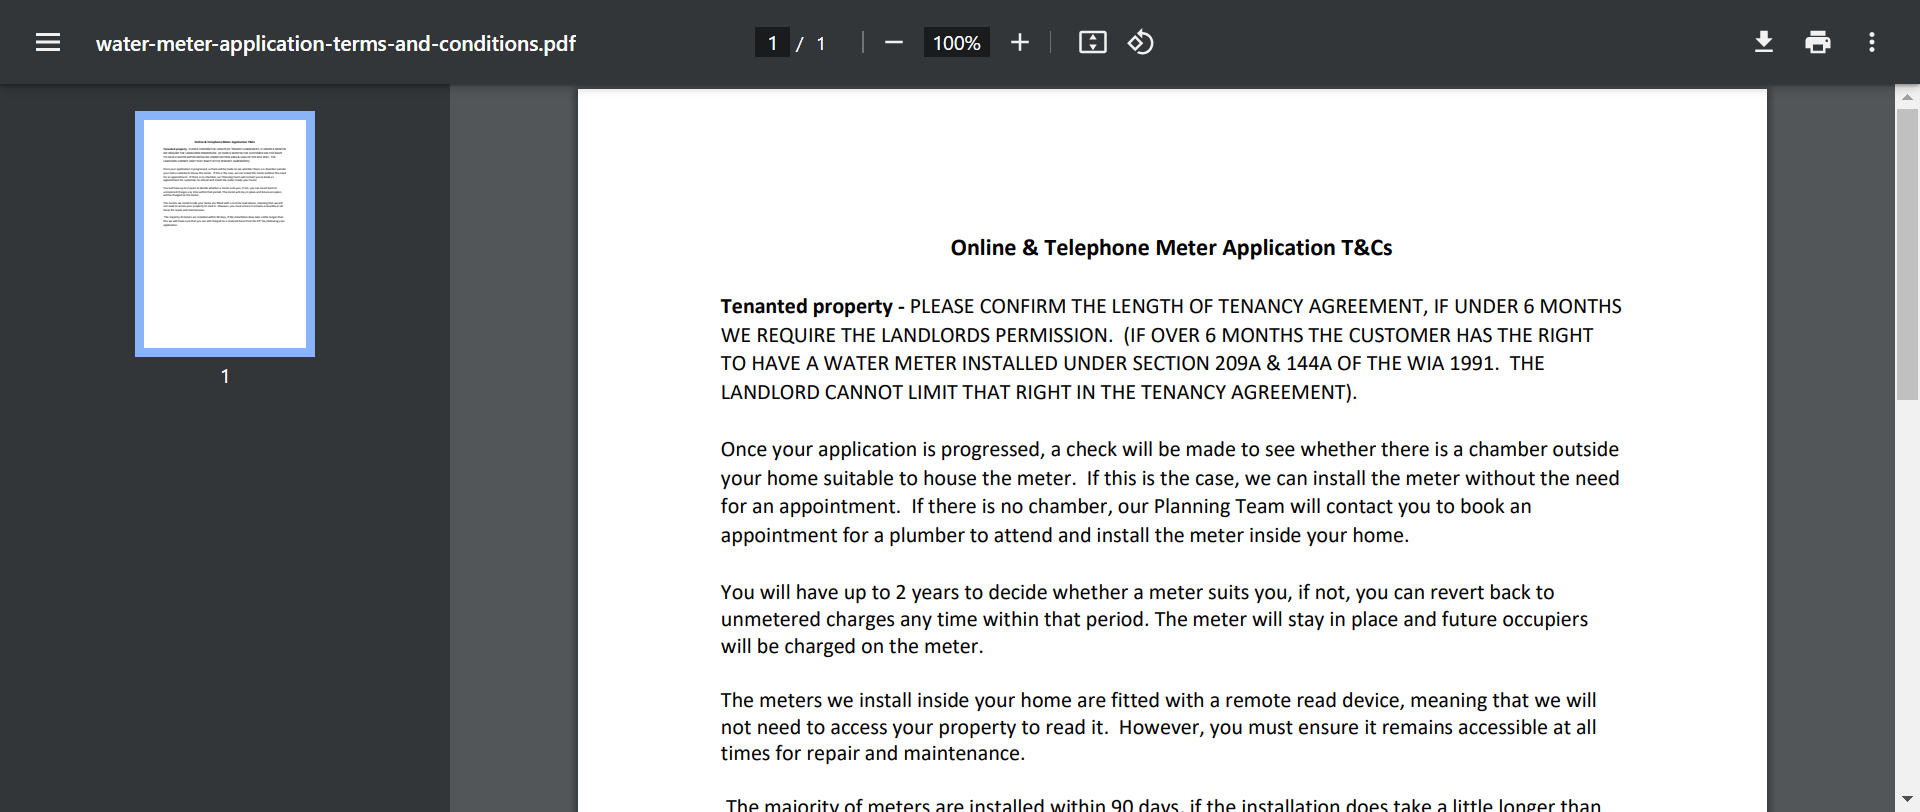 water-meter-application-terms-and-conditions.pdf
1 / 1
100%
1
Online & Telephone Meter Application T&Cs
Tenanted property - PLEASE CONFIRM THE LENGTH OF TENANCY AGREEMENT, IF UNDER 6 MONTHS
WE REQUIRE THE LANDLORDS PERMISSION.  (IF OVER 6 MONTHS THE CUSTOMER HAS THE RIGHT
TO HAVE A WATER METER INSTALLED UNDER SECTION 209A & 144A OF THE WIA 1991.  THE
LANDLORD CANNOT LIMIT THAT RIGHT IN THE TENANCY AGREEMENT).
Once your application is progressed, a check will be made to see whether there is a chamber outside
your home suitable to house the meter.  If this is the case, we can install the meter without the need
for an appointment.  If there is no chamber, our Planning Team will contact you to book an
appointment for a plumber to attend and install the meter inside your home.
You will have up to 2 years to decide whether a meter suits you, if not, you can revert back to
unmetered charges any time within that period. The meter will stay in place and future occupiers
will be charged on the meter.
The meters we install inside your home are fitted with a remote read device, meaning that we will
not need to access your property to read it.  However, you must ensure it remains accessible at all
times for repair and maintenance.
The majority of meters are installed within 90 days, if the installation does take a little longer than